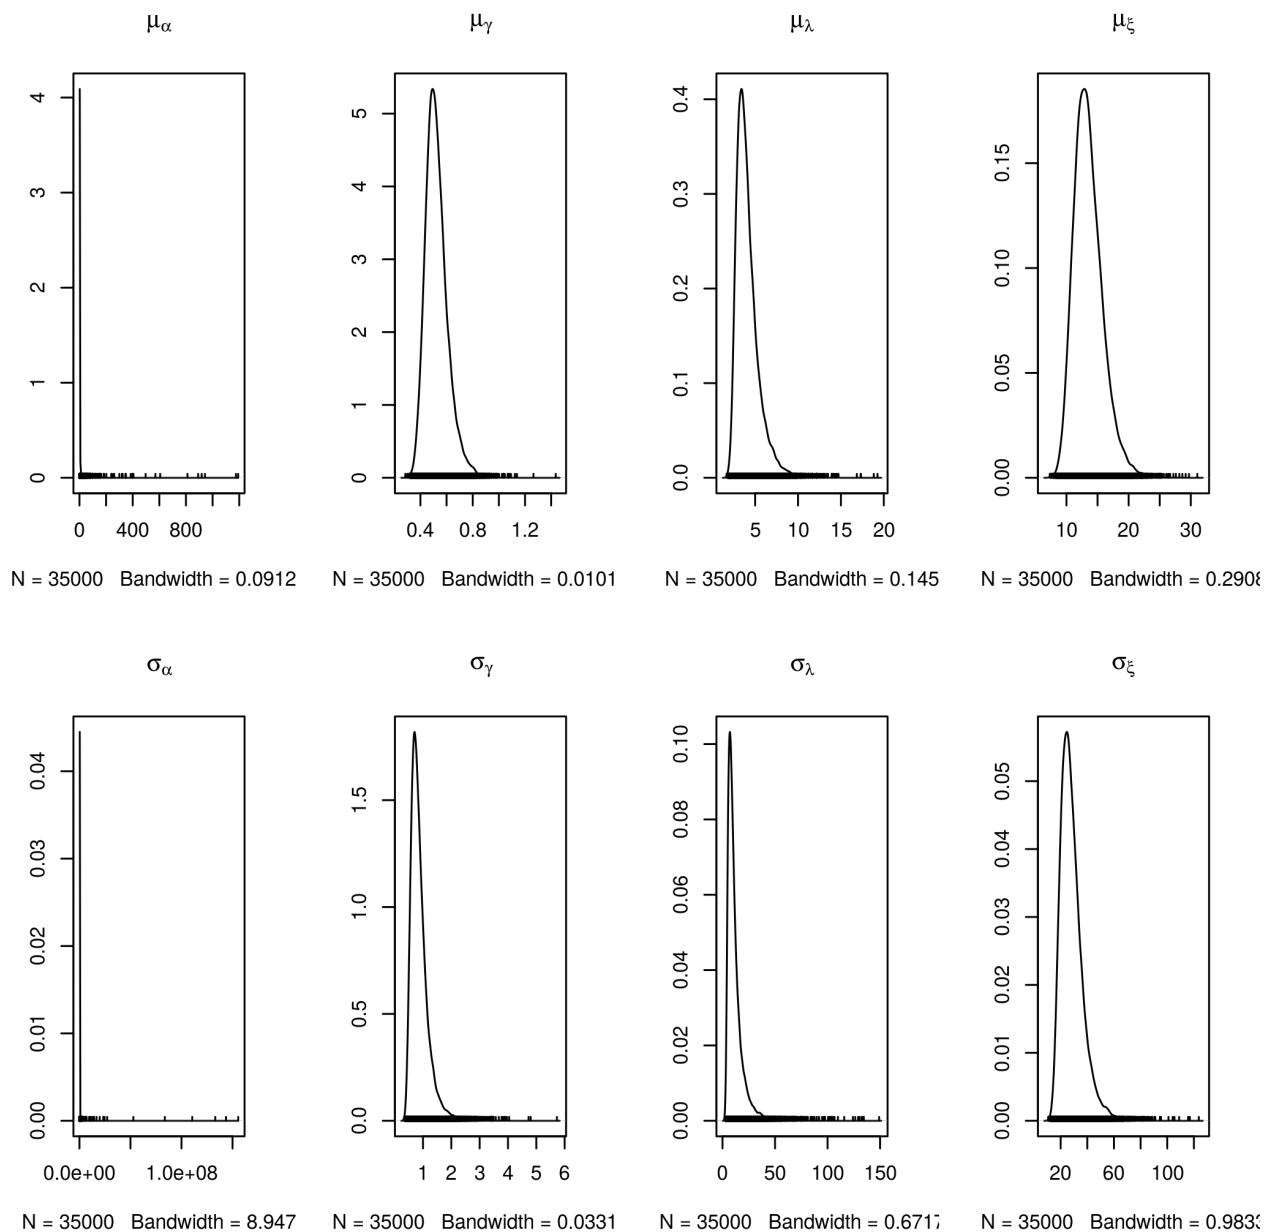 μα μγ μλ μξ
4 3 2 1 0
0 400 800
N = 35000 Bandwidth = 0.0912
5 4 3 2 1 0
0.4 0.8 1.2
N = 35000 Bandwidth = 0.0101
0.4 0.3 0.2 0.1 0.0
5 10 15 20
N = 35000 Bandwidth = 0.145
0.15 0.10 0.05 0.00
10 20 30
N = 35000 Bandwidth = 0.2908
σα σγ σλ σξ
0.04 0.03 0.02 0.01 0.00
0.0e+00 1.0e+08
N = 35000 Bandwidth = 8.947
1.5 1.0 0.5 0.0
1 2 3 4 5 6
N = 35000 Bandwidth = 0.0331
0.10 0.08 0.06 0.04 0.02 0.00
0 50 100 150
N = 35000 Bandwidth = 0.6717
0.05 0.04 0.03 0.02 0.01 0.00
20 60 100
N = 35000 Bandwidth = 0.9833